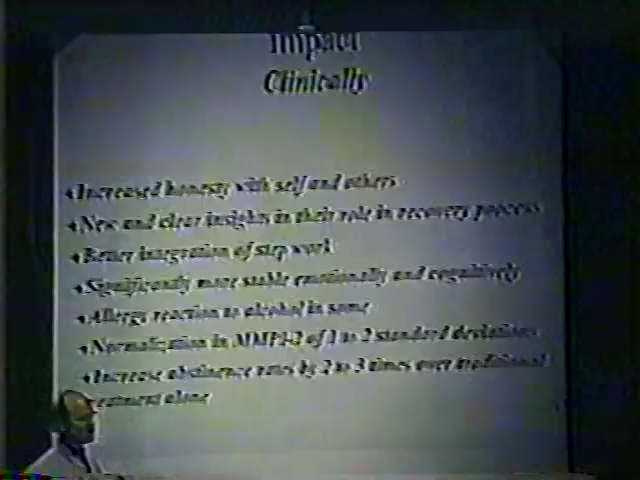 Impact
Clinically
Increased honesty with self and others
New and clear insights in their role in recovery process
Better integration of step work
Significantly more stable emotionally and cognitively
Allergy reaction to alcohol in some
Normalization in MMPI-2 of 1 to 2 standard deviations
Increase abstinence rates by 2 to 3 times over traditional
eatment alone